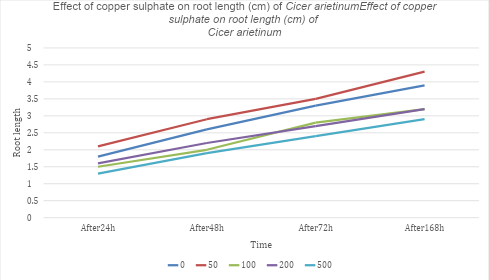 Effect of copper sulphate on root length (cm) of Cicer arietinumEffect of copper
sulphate on root length (cm) of
Cicer arietinum
5
4.5
4
3.5
3
2.5
2
1.5
1
0.5
0
Root length
After24h After48h After72h After168h
Time
0 50 100 200 500